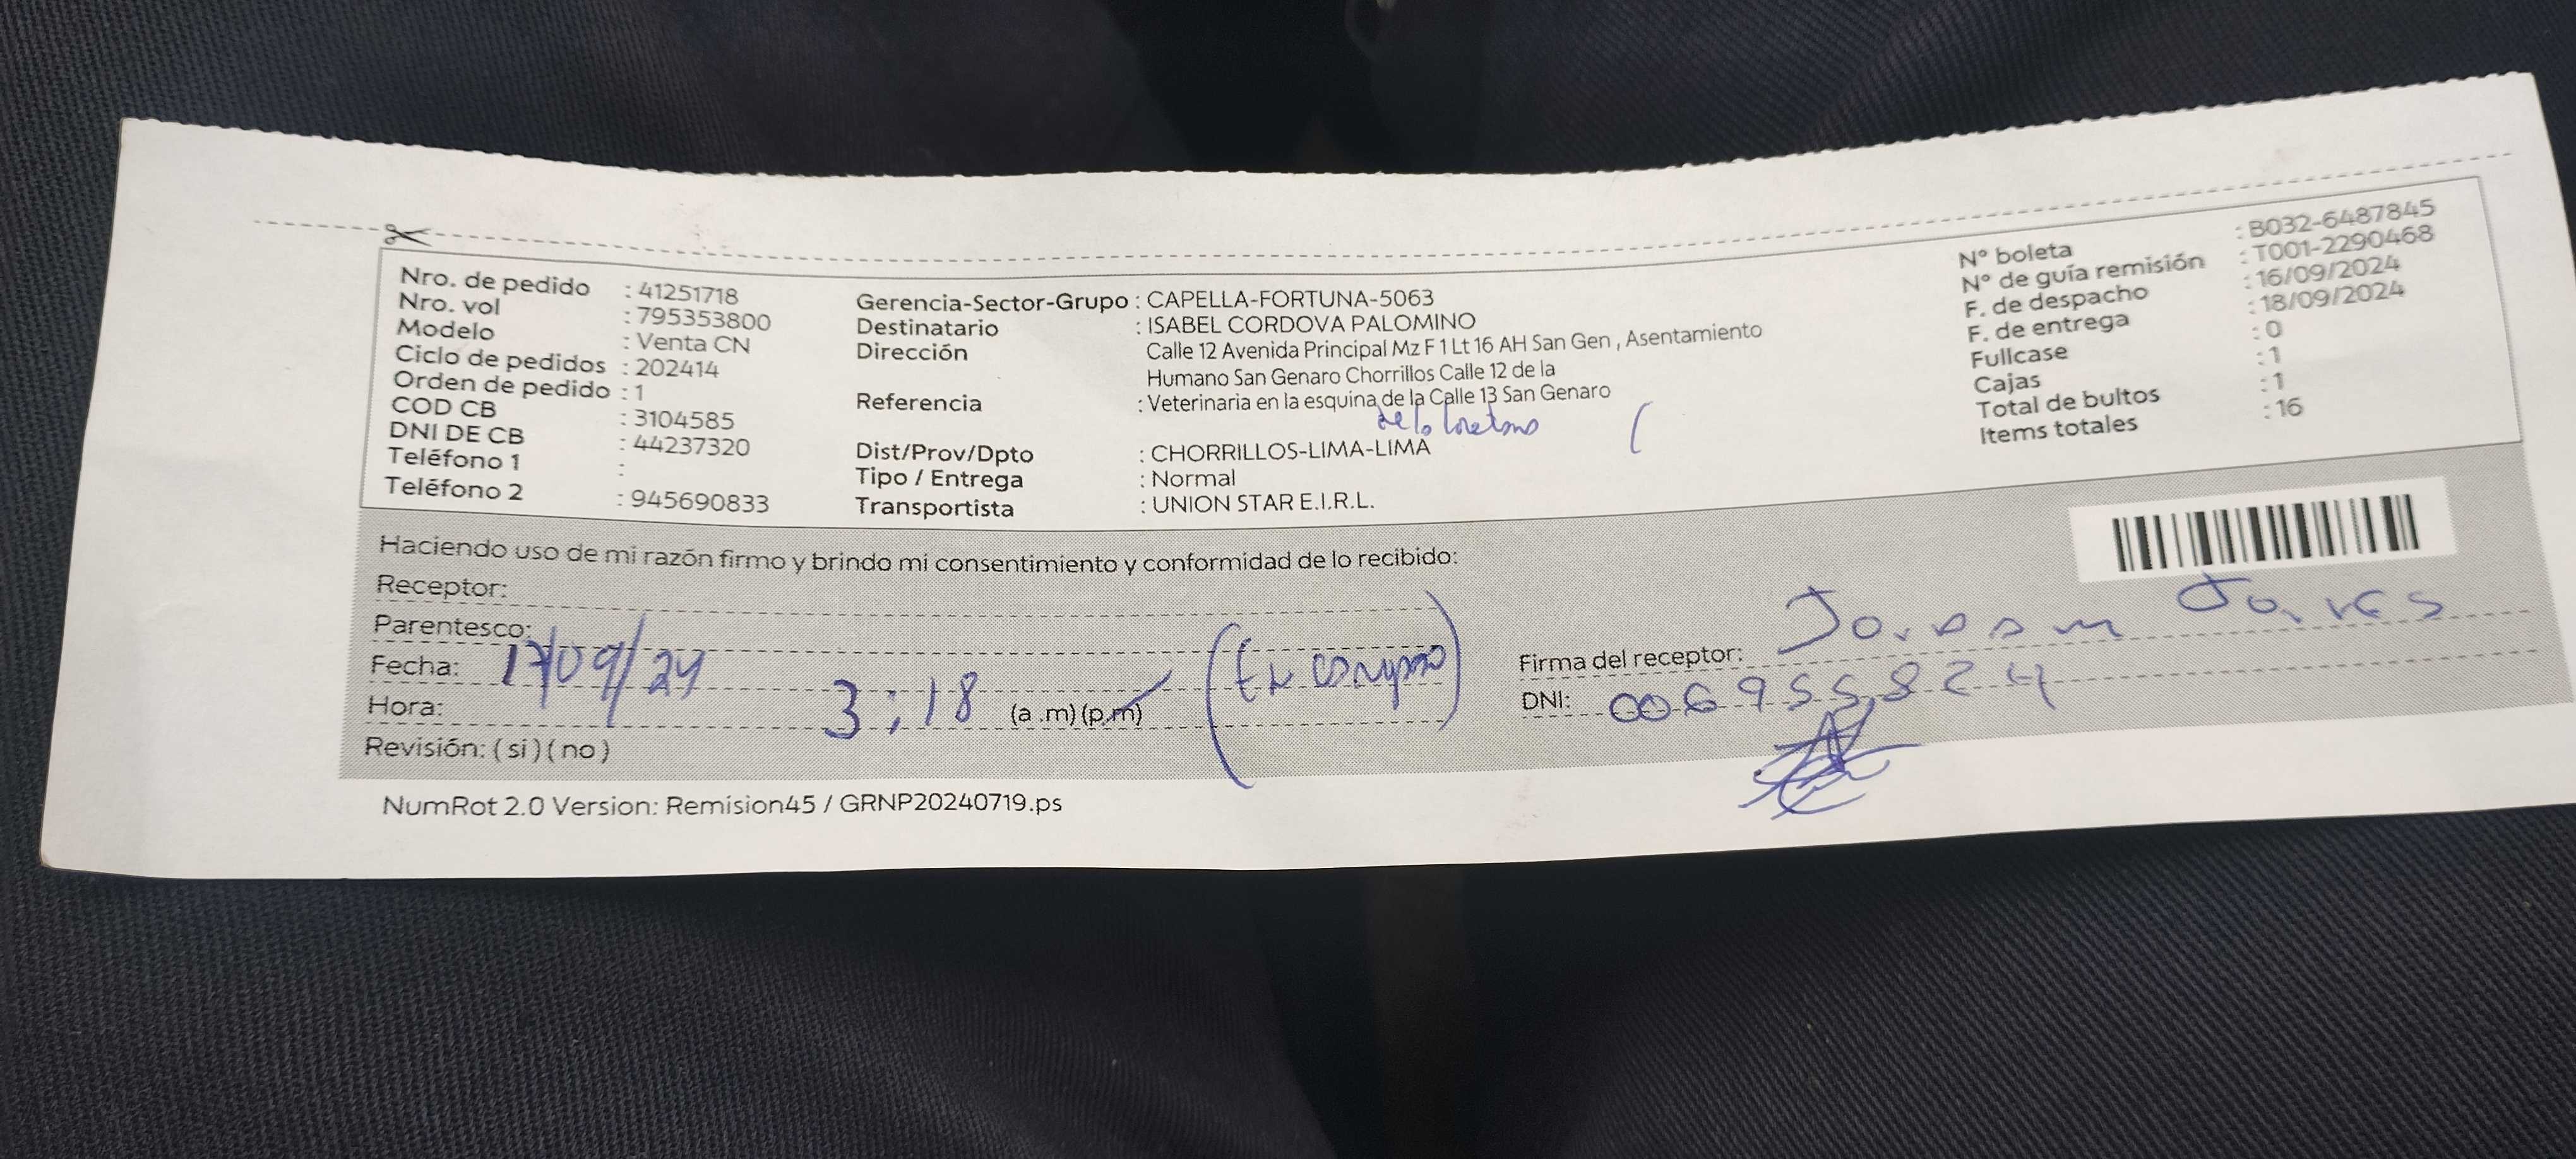 Nro. de pedido : 41251718
Nro. vol : 795353800
Modelo : Venta CN
Ciclo de pedidos : 202414
Orden de pedido : 1
COD CB : 3104585
DNI DE CB : 44237320
Teléfono 1 :
Teléfono 2 : 945690833
Gerencia-Sector-Grupo : CAPELLA-FORTUNA-5063
Destinatario : ISABEL CORDOVA PALOMINO
Dirección Calle 12 Avenida Principal Mz F 1 Lt 16 AH San Gen , Asentamiento
Humano San Genaro Chorrillos Calle 12 de la
Referencia : Veterinaria en la esquina de la Calle 13 San Genaro
Dist/Prov/Dpto : CHORRILLOS-LIMA-LIMA
Tipo / Entrega : Normal
Transportista : UNION STAR E.I.R.L.
N° boleta : B032-6487845
N° de guía remisión : T001-2290468
F. de despacho : 16/09/2024
F. de entrega : 18/09/2024
Fullcase : 0
Cajas : 1
Total de bultos : 1
Items totales : 16
Haciendo uso de mi razón firmo y brindo mi consentimiento y conformidad de lo recibido:
Receptor:
Parentesco:
Fecha: 17/09/24
Hora: 3:18 (a .m) (p.m)
Revisión: ( si ) ( no )
Firma del receptor:
DNI: 006955824
NumRot 2.0 Version: Remision45 / GRNP20240719.ps